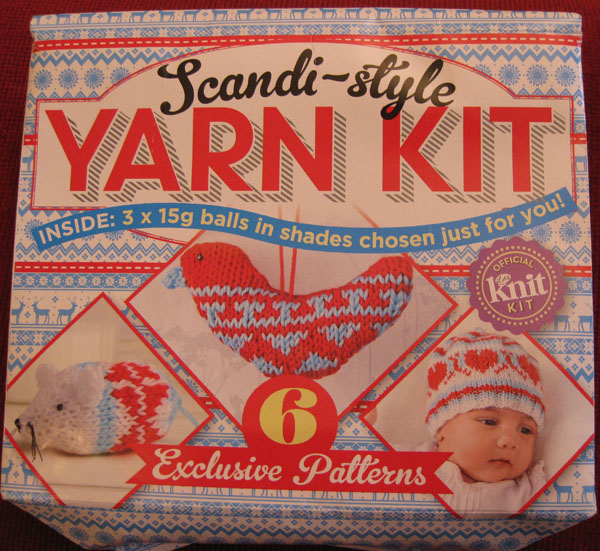 Scandi-style
YARN KIT
INSIDE: 3 x 15g balls in shades chosen just for you!
OFFICIAL
Knit
KIT
6
Exclusive Patterns